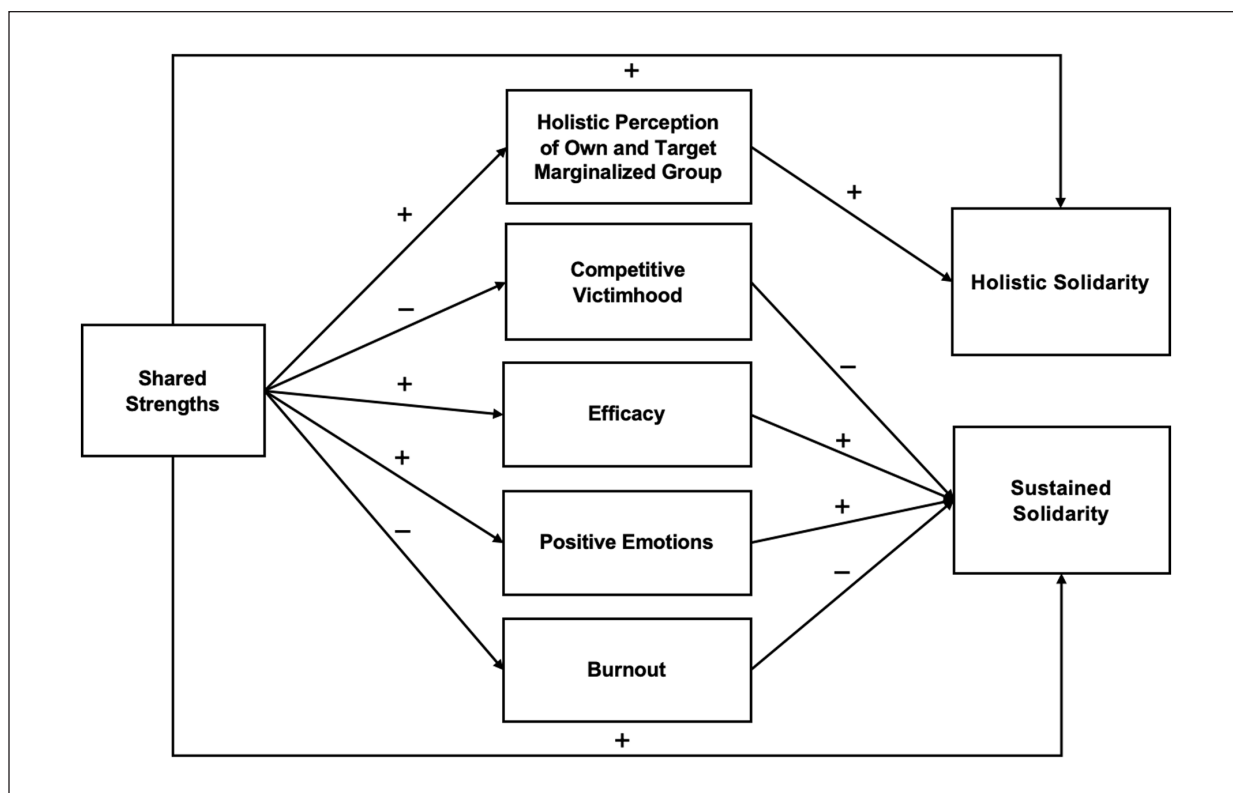 +
Holistic Perception
of Own and Target
Marginalized Group
+
+
Competitive
Victimhood
Holistic Solidarity
−
Shared
Strengths
−
+
Efficacy
+
+
Sustained
Solidarity
+
Positive Emotions
−
−
Burnout
+